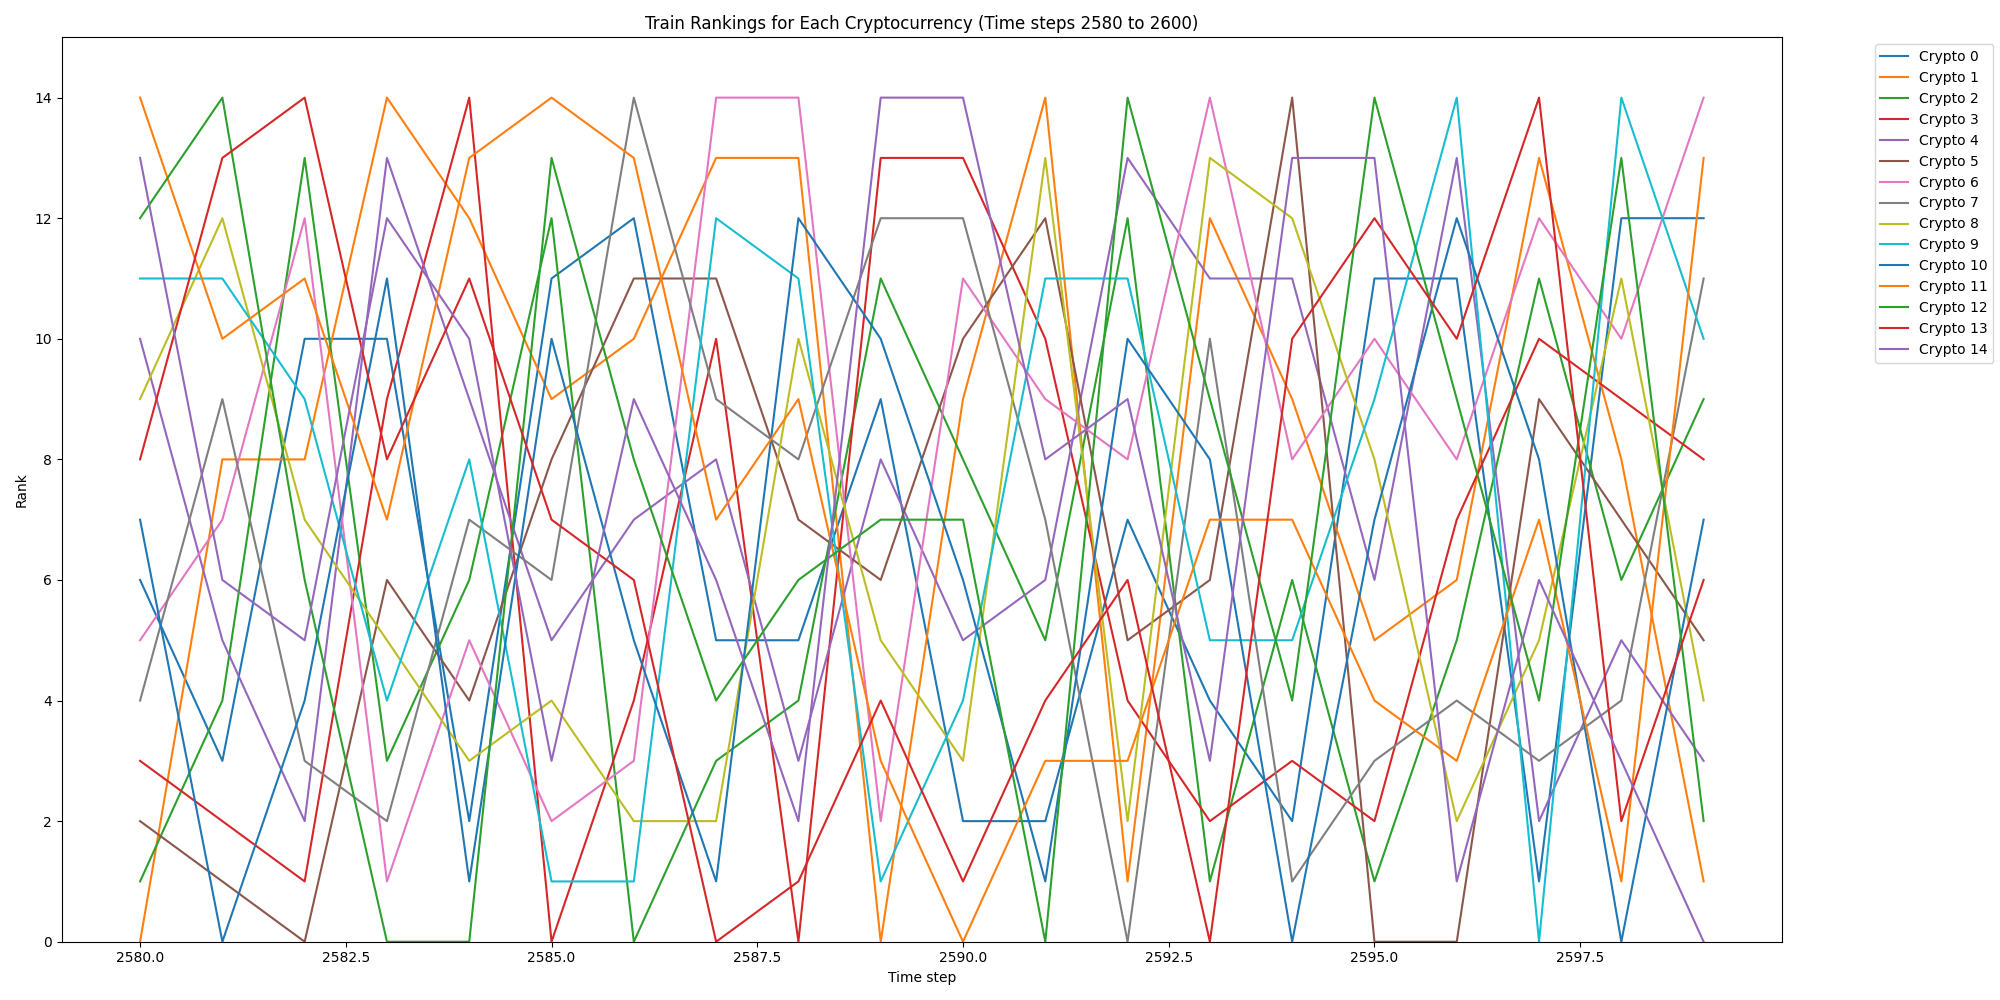 Train Rankings for Each Cryptocurrency (Time steps 2580 to 2600)
14
12
10
8
6
4
2
0
Rank
2580.0 2582.5 2585.0 2587.5 2590.0 2592.5 2595.0 2597.5
Time step
Crypto 0
Crypto 1
Crypto 2
Crypto 3
Crypto 4
Crypto 5
Crypto 6
Crypto 7
Crypto 8
Crypto 9
Crypto 10
Crypto 11
Crypto 12
Crypto 13
Crypto 14